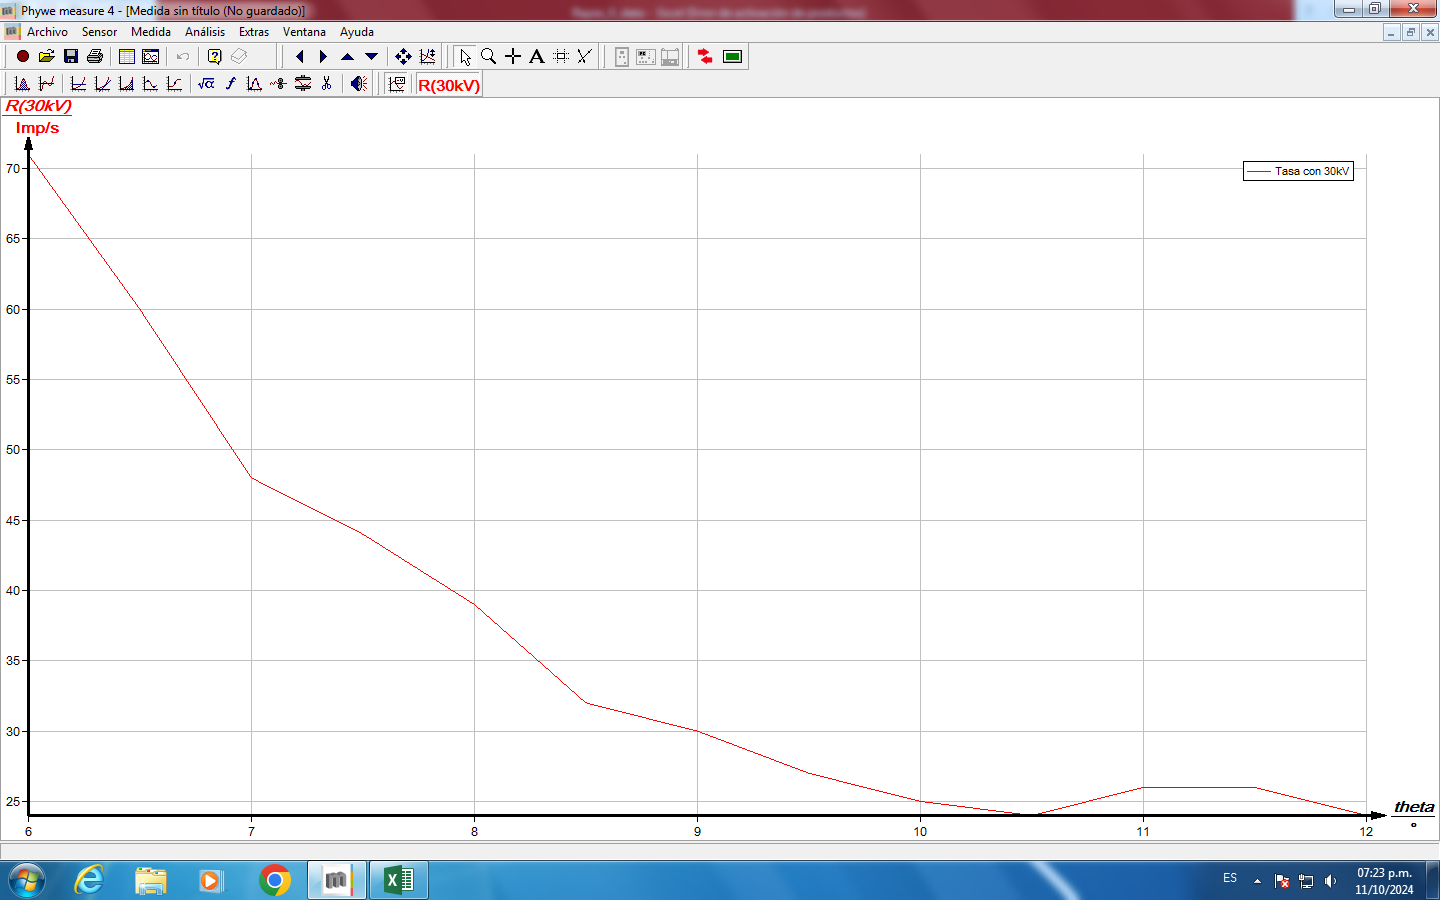 Phywe measure 4 - [Medida sin título (No guardado)]
Archivo Sensor Medida Análisis Extras Ventana Ayuda
R(30kV)
R(30kV)
Imp/s
70
65
60
55
50
45
40
35
30
25
Tasa con 30kV
theta
°
6 7 8 9 10 11 12
ES
07:23 p.m.
11/10/2024